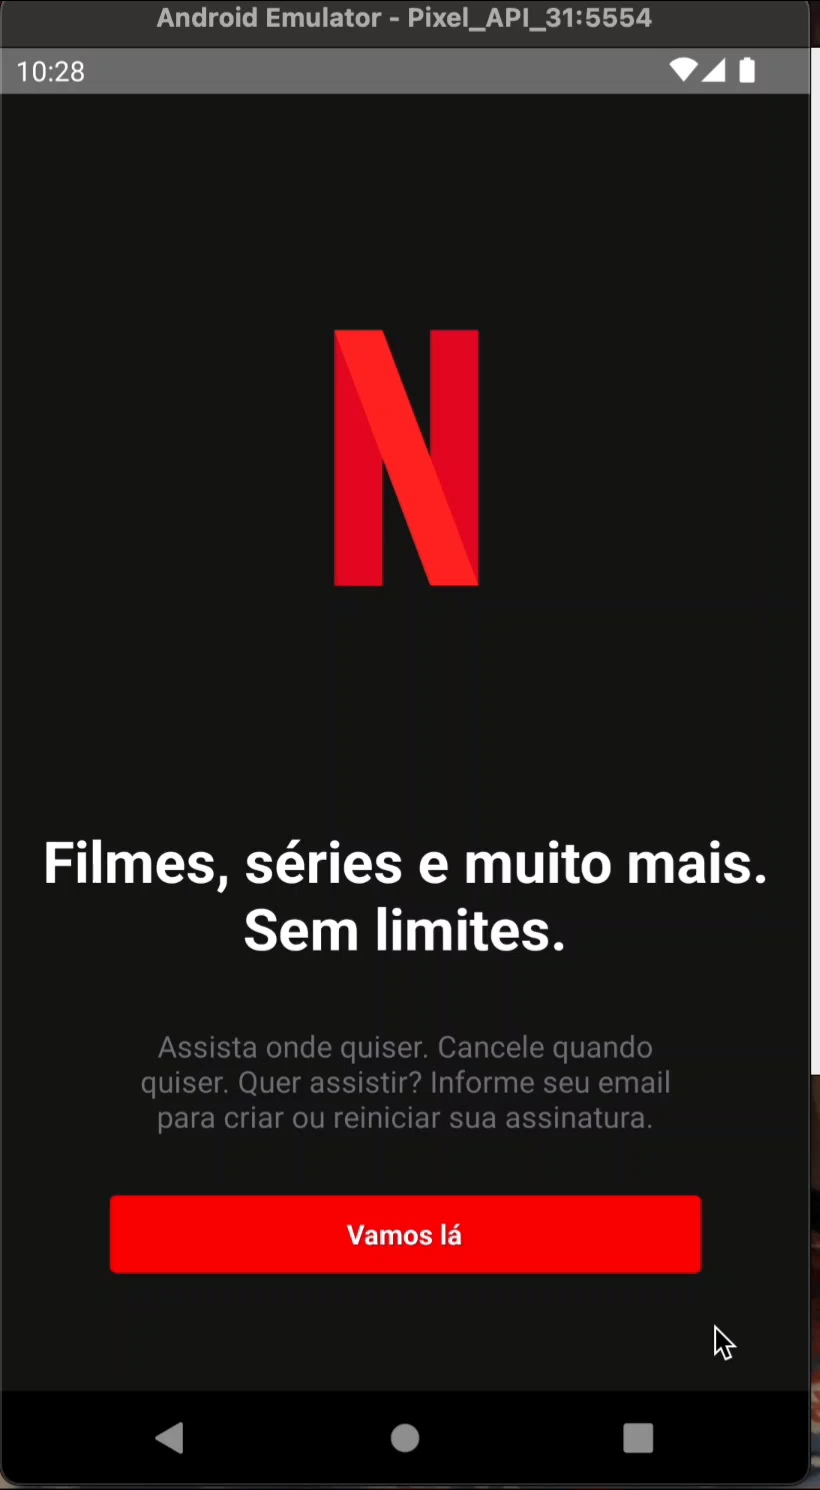 Android Emulator - Pixel_API_31:5554
10:28
N
Filmes, séries e muito mais.
Sem limites.
Assista onde quiser. Cancele quando
quiser. Quer assistir? Informe seu email
para criar ou reiniciar sua assinatura.
Vamos lá